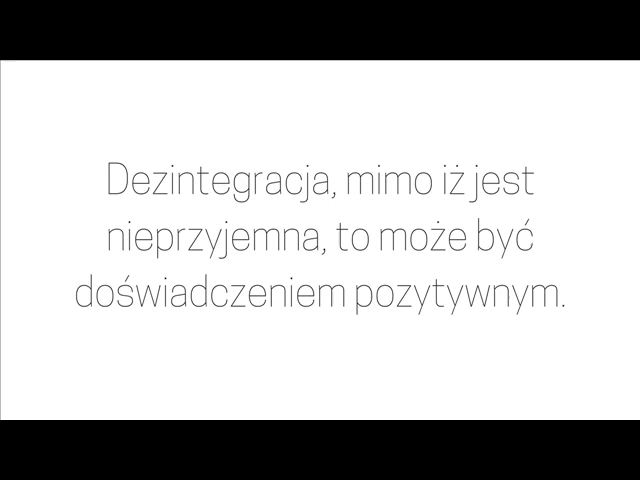 Dezintegracja, mimo iż jest
nieprzyjemna, to może być
doświadczeniem pozytywnym.